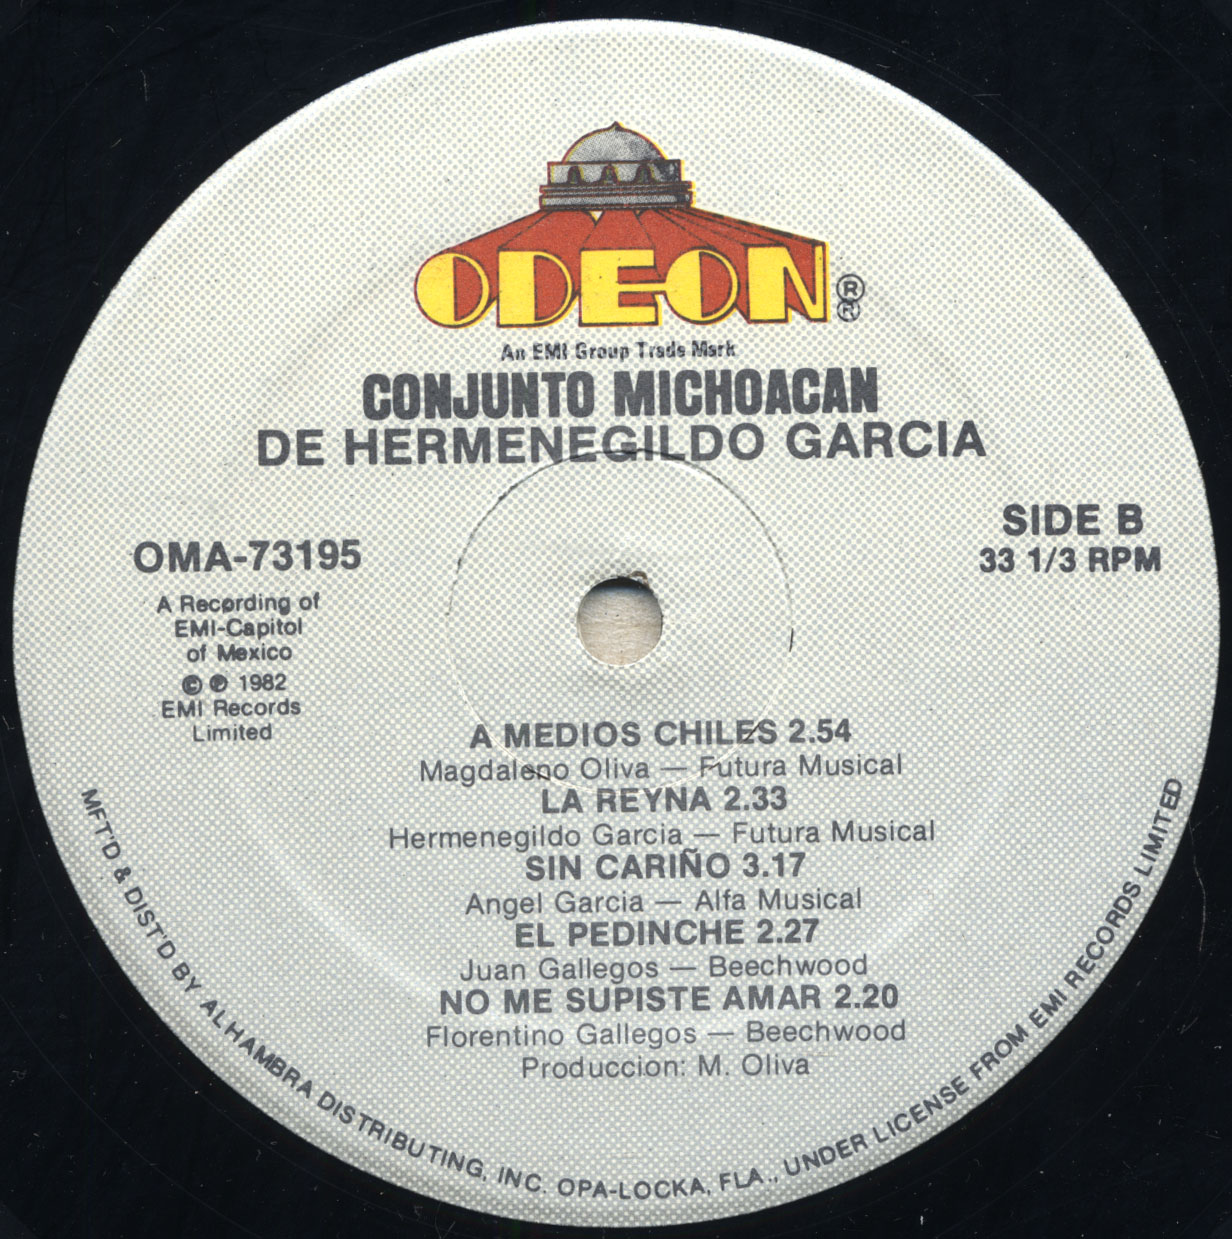 ODEON ®
®
An EMI Group Trade Mark
CONJUNTO MICHOACAN
DE HERMENEGILDO GARCIA
SIDE B
33 1/3 RPM
OMA-73195
A Recording of
EMI-Capitol
of Mexico
© ℗ 1982
EMI Records
Limited
A MEDIOS CHILES 2.54
Magdaleno Oliva — Futura Musical
LA REYNA 2.33
Hermenegildo Garcia — Futura Musical
SIN CARIÑO 3.17
Angel Garcia — Alfa Musical
EL PEDINCHE 2.27
Juan Gallegos — Beechwood
NO ME SUPISTE AMAR 2.20
Florentino Gallegos — Beechwood
Produccion: M. Oliva
MFT'D & DIST'D BY ALHAMBRA DISTRIBUTING, INC. OPA-LOCKA, FLA., UNDER LICENSE FROM EMI RECORDS LIMITED